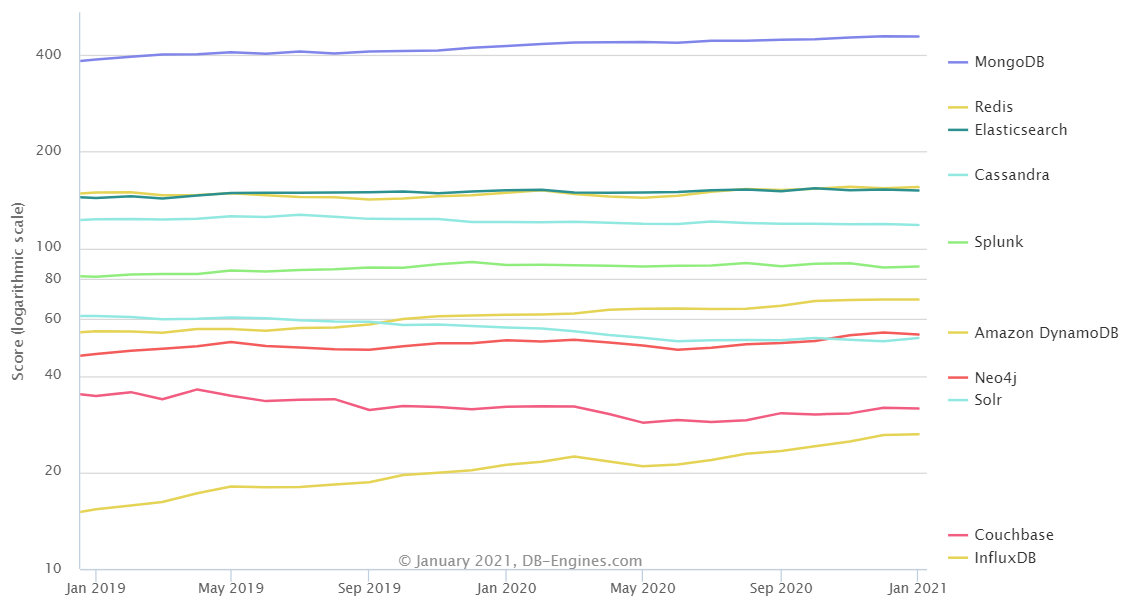 400
200
100
80
60
40
20
10
Score (logarithmic scale)
Jan 2019
May 2019
Sep 2019
Jan 2020
May 2020
Sep 2020
Jan 2021
© January 2021, DB-Engines.com
MongoDB
Redis
Elasticsearch
Cassandra
Splunk
Amazon DynamoDB
Neo4j
Solr
Couchbase
InfluxDB